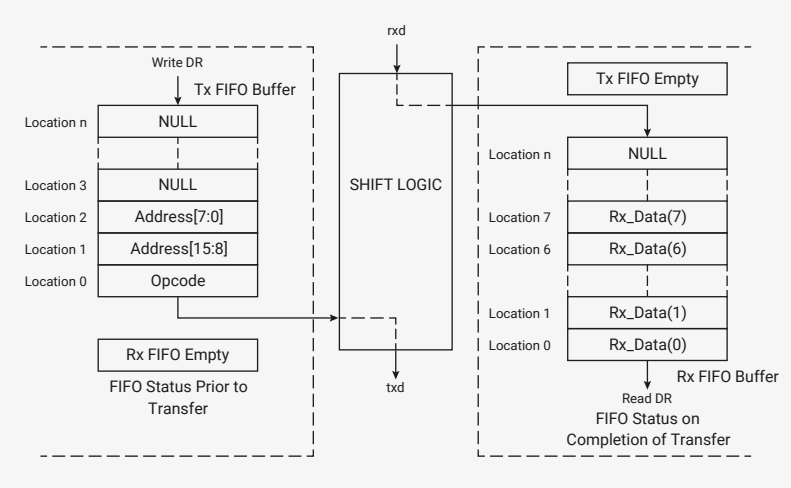 Write DR
Tx FIFO Buffer
Location n NULL
Location 3 NULL
Location 2 Address[7:0]
Location 1 Address[15:8]
Location 0 Opcode
Rx FIFO Empty
FIFO Status Prior to
Transfer
rxd
SHIFT LOGIC
txd
Tx FIFO Empty
Location n NULL
Location 7 Rx_Data(7)
Location 6 Rx_Data(6)
Location 1 Rx_Data(1)
Location 0 Rx_Data(0)
Rx FIFO Buffer
Read DR
FIFO Status on
Completion of Transfer